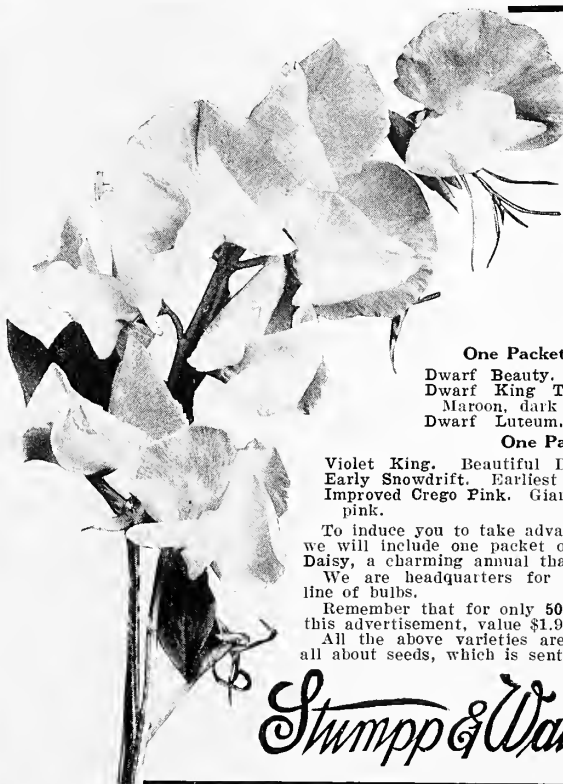 One Packet
Dwarf Beauty.
Dwarf King T
Maroon, dark
Dwarf Luteum.
One Pa
Violet King. Beautiful D
Early Snowdrift. Earliest
Improved Crego Pink. Gian
pink.
To induce you to take adva
we will include one packet o
Daisy, a charming annual tha
We are headquarters for
line of bulbs.
Remember that for only 50
this advertisement, value $1.9
All the above varieties are
all about seeds, which is sent
Stumpp & Wal